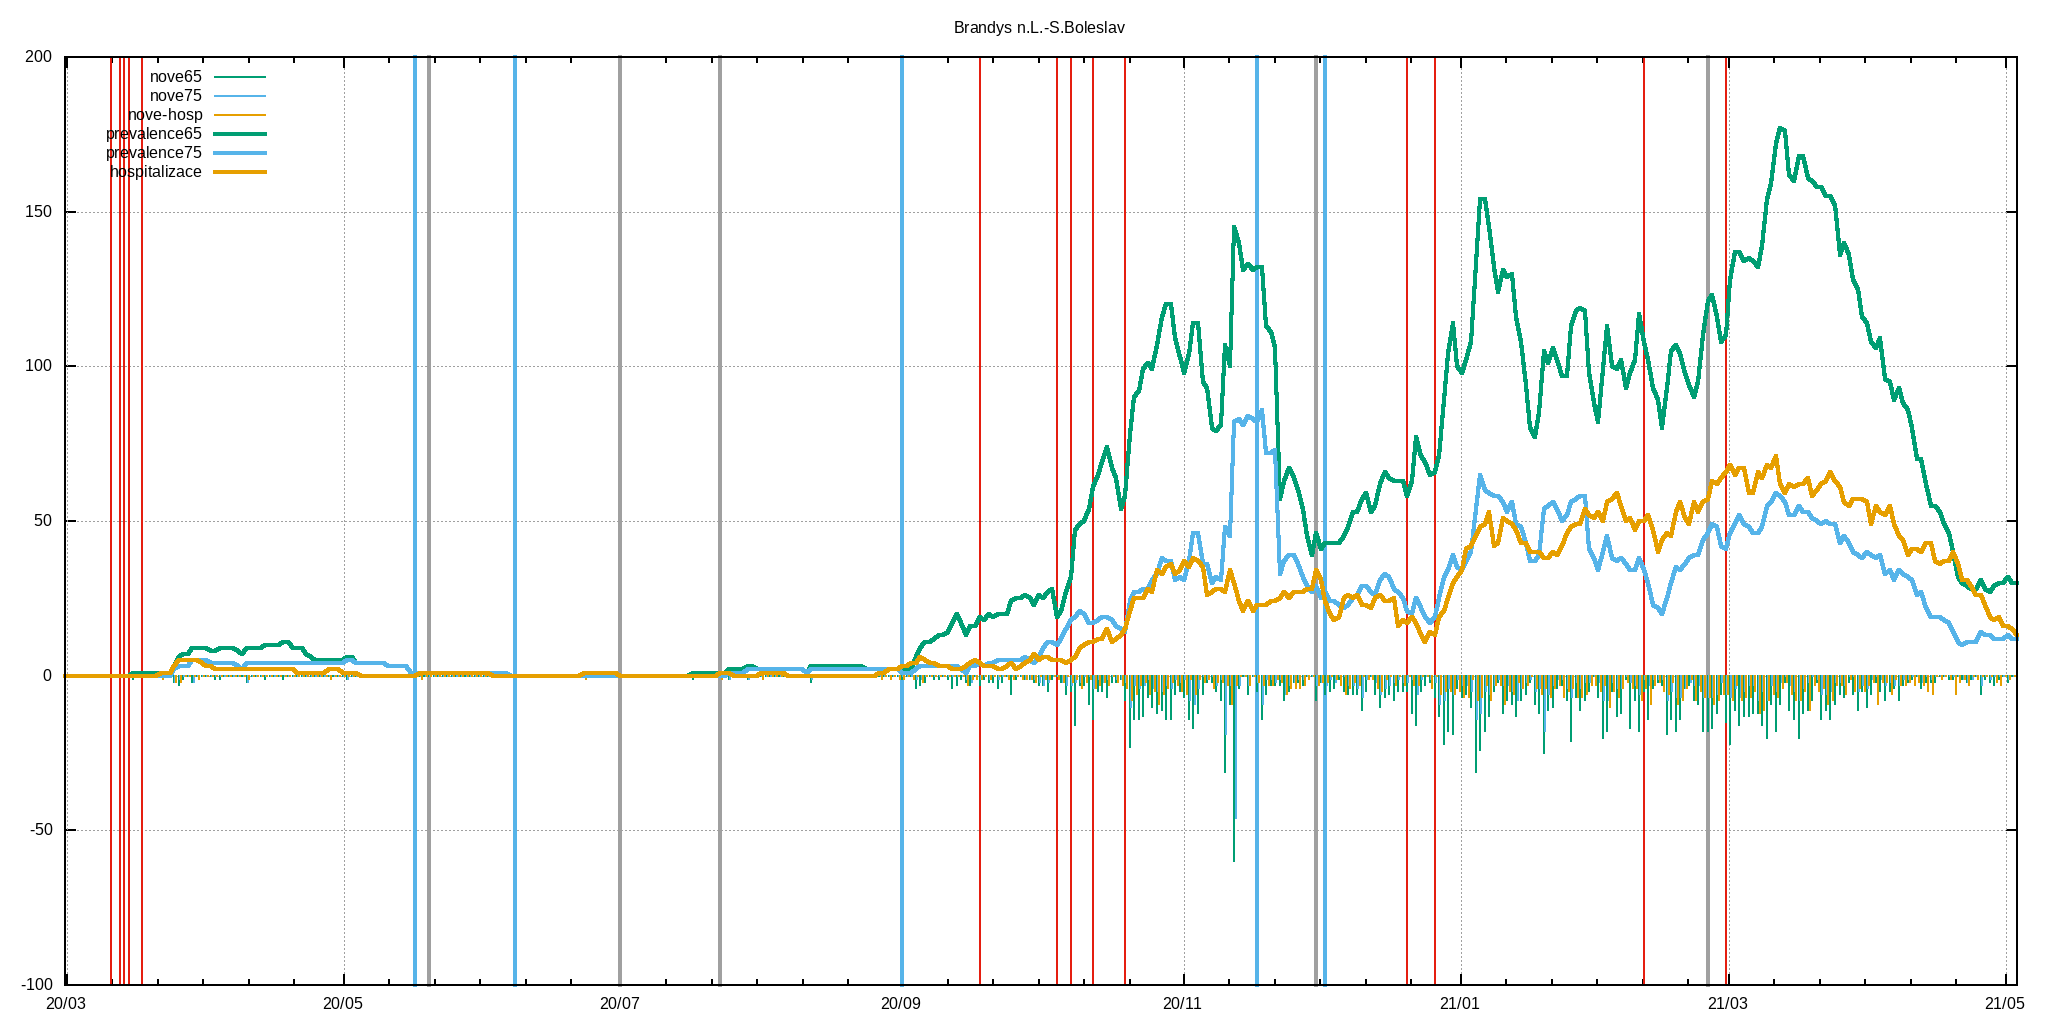 Brandys n.L.-S.Boleslav
200
150
100
50
0
-50
-100
nove65
nove75
nove-hosp
prevalence65
prevalence75
hospitalizace
20/03 20/05 20/07 20/09 20/11 21/01 21/03 21/05